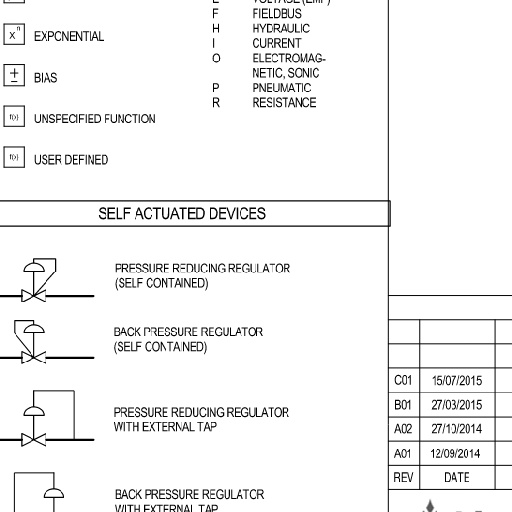 E VOLTAGE (EMF)
F FIELDBUS
x^n EXPONENTIAL
H HYDRAULIC
I CURRENT
O ELECTROMAG-
NETIC, SONIC
± BIAS
P PNEUMATIC
R RESISTANCE
f(x) UNSPECIFIED FUNCTION
f(x) USER DEFINED
SELF ACTUATED DEVICES
PRESSURE REDUCING REGULATOR
(SELF CONTAINED)
BACK PRESSURE REGULATOR
(SELF CONTAINED)
PRESSURE REDUCING REGULATOR
WITH EXTERNAL TAP
BACK PRESSURE REGULATOR
WITH EXTERNAL TAP
C01 15/07/2015
B01 27/03/2015
A02 27/10/2014
A01 12/09/2014
REV DATE